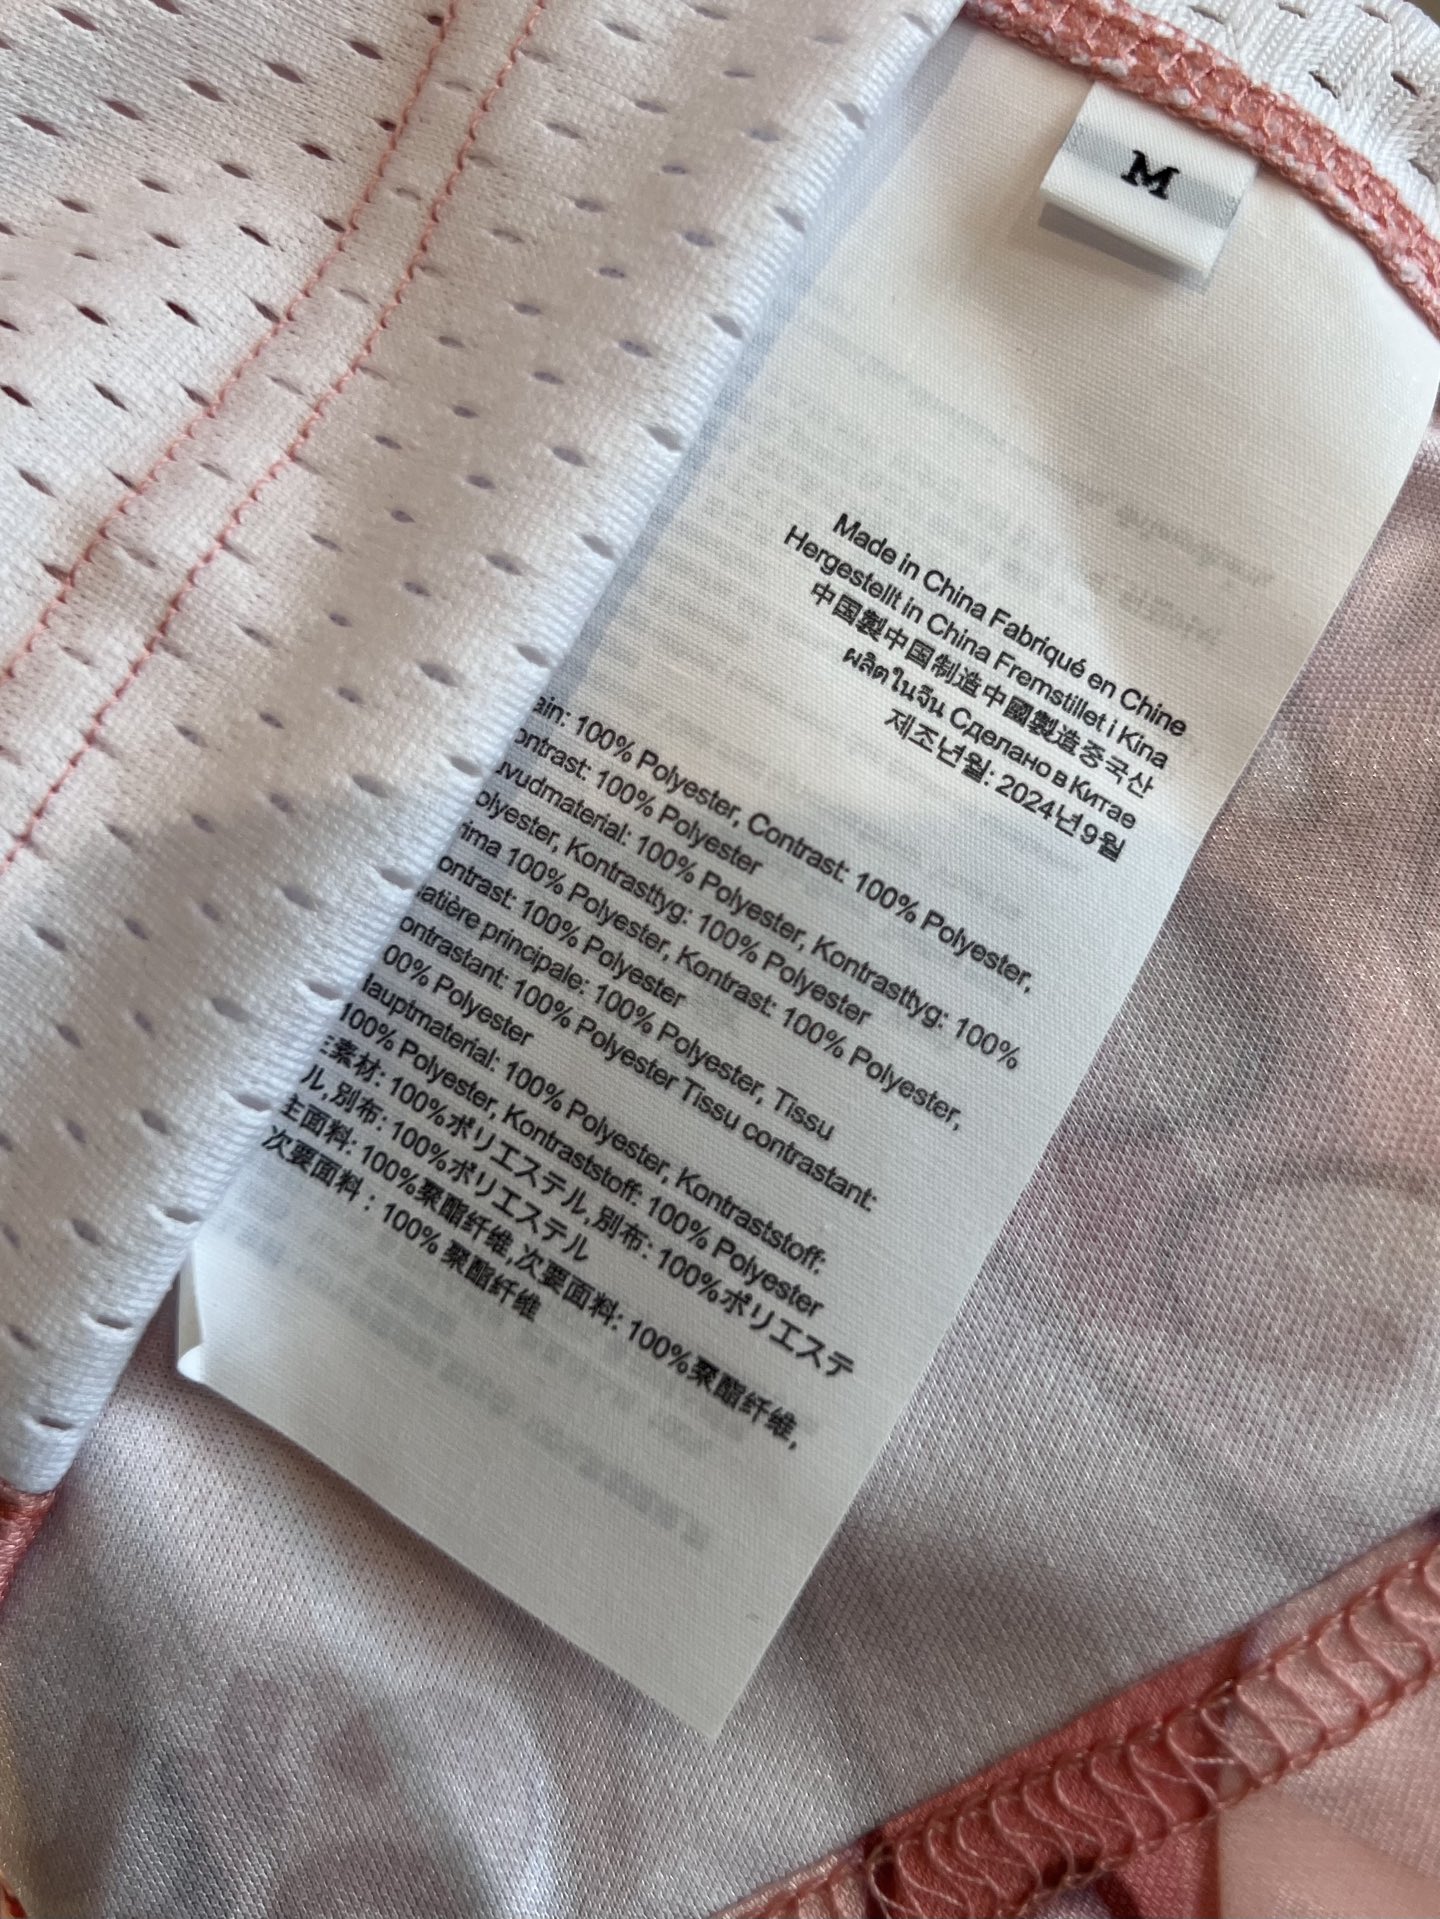 M
Made in China Fabriqué en Chine
Hergestellt in China Fremstillet i Kina
中国製中国制造中國製造중국산
ผลิตในจีน Сделано в Китае
제조년월: 2024년9월
ain: 100% Polyester, Contrast: 100% Polyester,
ontrast: 100% Polyester
uvudmaterial: 100% Polyester, Kontrasttyg: 100%
olyester, Kontrasttyg: 100% Polyester
rima 100% Polyester, Kontrast: 100% Polyester,
ontrast: 100% Polyester
atière principale: 100% Polyester, Tissu
ontrastant: 100% Polyester Tissu contrastant:
00% Polyester
auptmaterial: 100% Polyester, Kontraststoff:
100% Polyester, Kontraststoff: 100% Polyester
主素材: 100%ポリエステル,別布: 100%ポリエステ
ル,別布: 100%ポリエステル
主面料: 100%聚酯纤维,次要面料: 100%聚酯纤维,
次要面料：100% 聚酯纤维